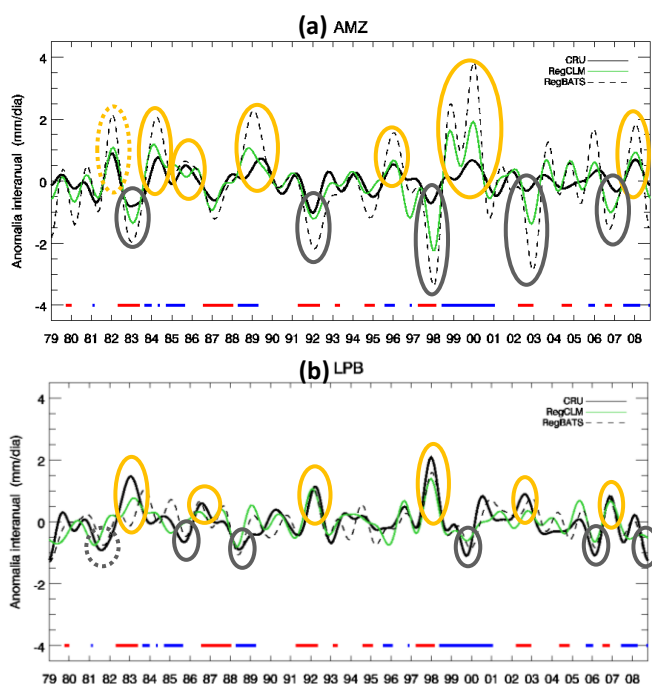 (a) AMZ
Anomalia interanual (mm/dia)
4
2
0
-2
-4
CRU
RegCLM
RegBATS
79 80 81 82 83 84 85 86 87 88 89 90 91 92 93 94 95 96 97 98 99 00 01 02 03 04 05 06 07 08
(b) LPB
Anomalia interanual (mm/dia)
4
2
0
-2
-4
CRU
RegCLM
RegBATS
79 80 81 82 83 84 85 86 87 88 89 90 91 92 93 94 95 96 97 98 99 00 01 02 03 04 05 06 07 08